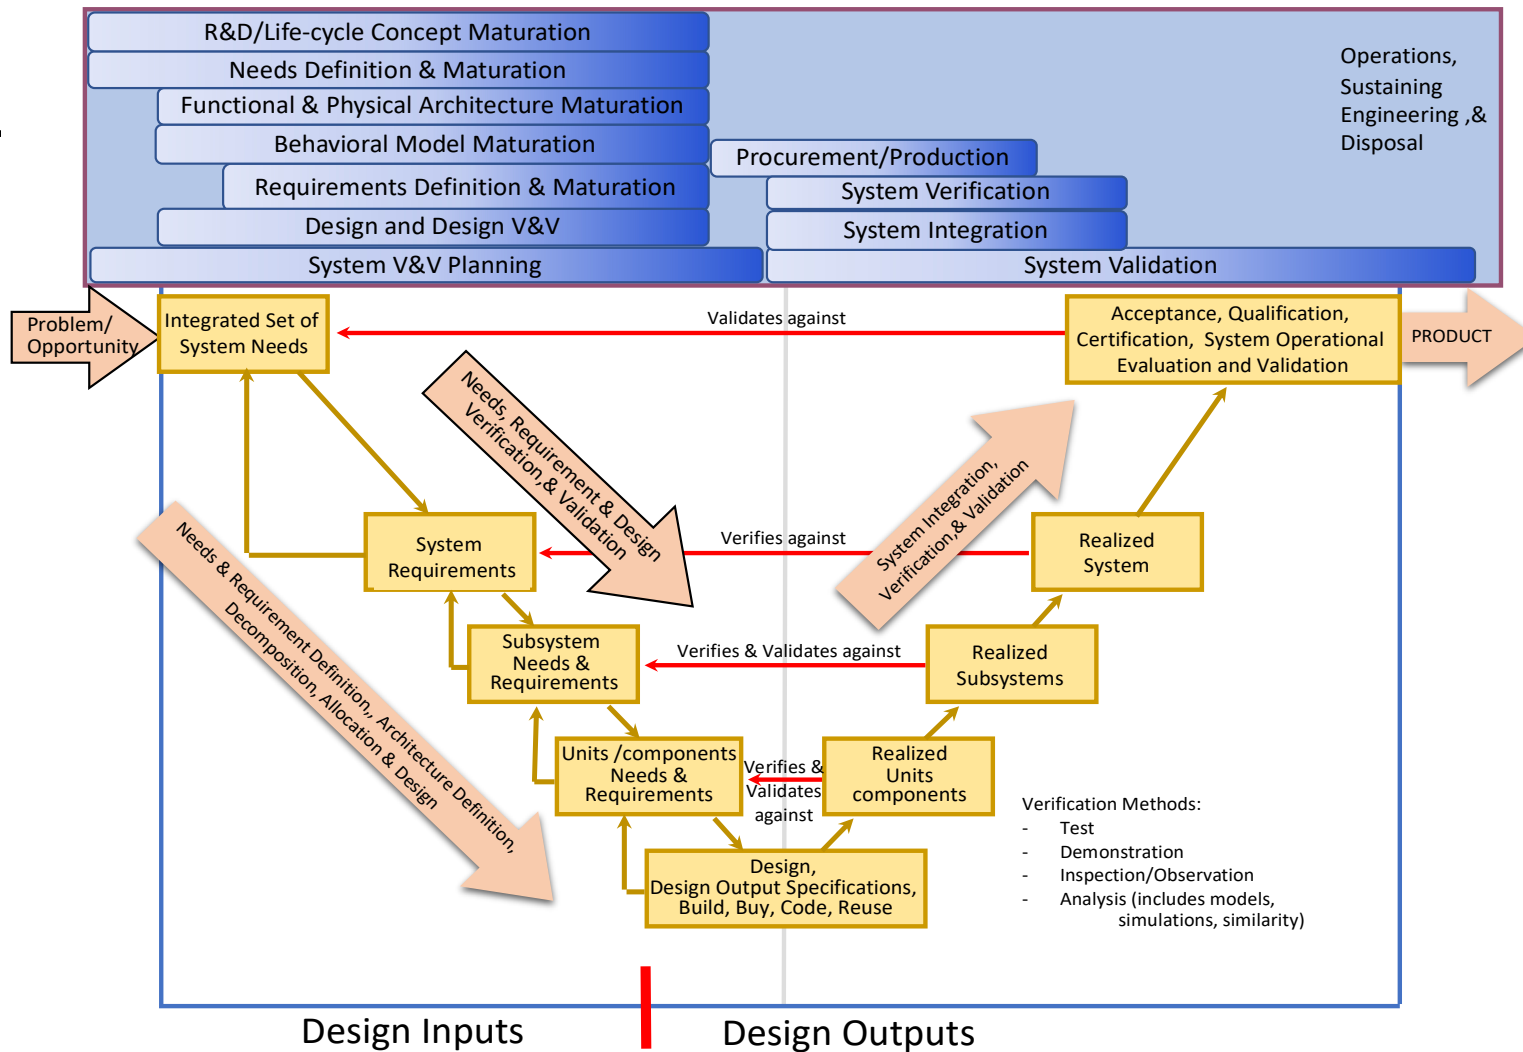 R&D/Life-cycle Concept Maturation
Needs Definition & Maturation
Functional & Physical Architecture Maturation
Behavioral Model Maturation
Requirements Definition & Maturation
Design and Design V&V
System V&V Planning
Procurement/Production
System Verification
System Integration
System Validation
Operations,
Sustaining
Engineering ,&
Disposal
Problem/
Opportunity
Integrated Set of
System Needs
Validates against
Acceptance, Qualification,
Certification, System Operational
Evaluation and Validation
PRODUCT
Needs, Requirement & Design
Verification,& Validation
System Integration,
Verification,& Validation
Needs & Requirement Definition,, Architecture Definition,
Decomposition, Allocation & Design
System
Requirements
Verifies against
Realized
System
Subsystem
Needs &
Requirements
Verifies & Validates against
Realized
Subsystems
Units /components
Needs &
Requirements
Verifies &
Validates
against
Realized
Units
components
Design,
Design Output Specifications,
Build, Buy, Code, Reuse
Verification Methods:
- Test
- Demonstration
- Inspection/Observation
- Analysis (includes models,
simulations, similarity)
Design Inputs
Design Outputs